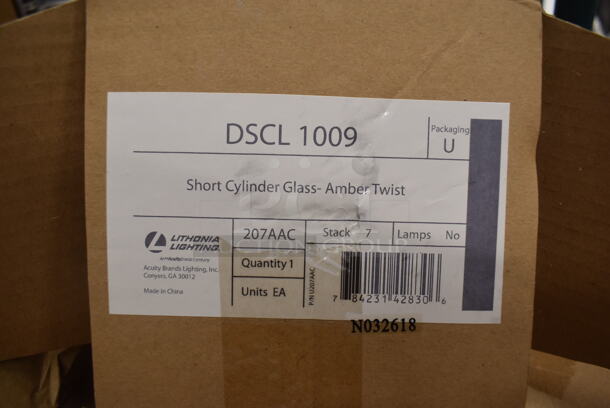 DSCL 1009
Packaging
U
Short Cylinder Glass- Amber Twist
LITHONIA
LIGHTING
Acuity Brands Lighting, Inc.
Conyers, GA 30012
Made in China
207AAC
Quantity 1
Units EA
Stack 7
Lamps No
P/N U207AAC
7 84231 42830 6
N032618